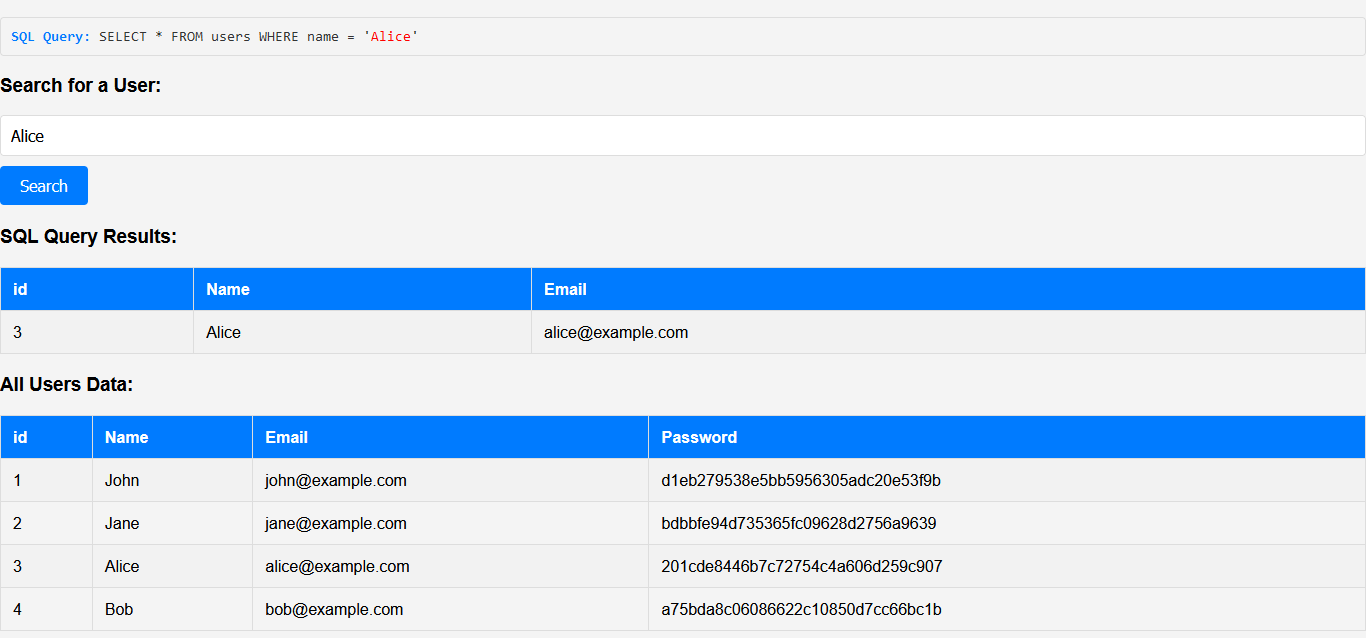 SQL Query: SELECT * FROM users WHERE name = 'Alice'
Search for a User:
Alice
Search
SQL Query Results:
id Name Email
3 Alice alice@example.com
All Users Data:
id Name Email Password
1 John john@example.com d1eb279538e5bb5956305adc20e53f9b
2 Jane jane@example.com bdbbfe94d735365fc09628d2756a9639
3 Alice alice@example.com 201cde8446b7c72754c4a606d259c907
4 Bob bob@example.com a75bda8c06086622c10850d7cc66bc1b